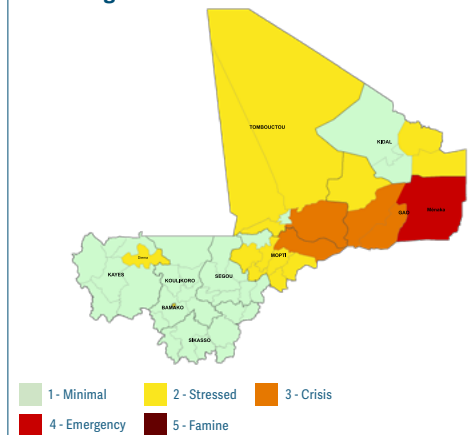 TOMBOUCTOU
KIDAL
GAO
Menaka
MOPTI
KAYES
KOULIKORO
SEGOU
BAMAKO
SIKASSO
1 - Minimal
2 - Stressed
3 - Crisis
4 - Emergency
5 - Famine